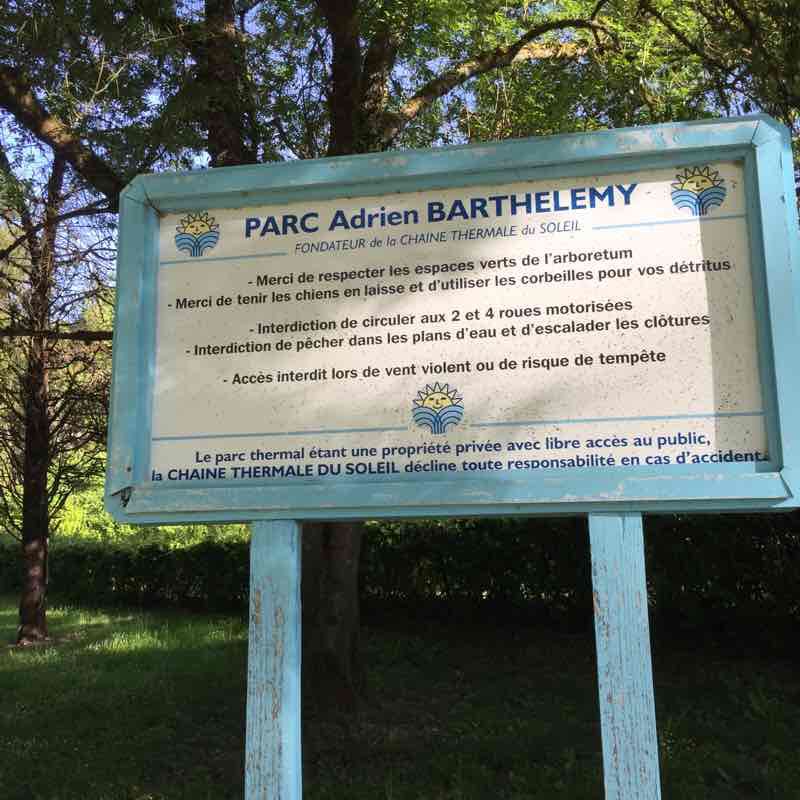 PARC Adrien BARTHELEMY
FONDATEUR de la CHAINE THERMALE du SOLEIL
- Merci de respecter les espaces verts de l'arboretum
- Merci de tenir les chiens en laisse et d'utiliser les corbeilles pour vos détritus
- Interdiction de circuler aux 2 et 4 roues motorisées
- Interdiction de pêcher dans les plans d'eau et d'escalader les clôtures
- Accès interdit lors de vent violent ou de risque de tempête
Le parc thermal étant une propriété privée avec libre accès au public,
la CHAINE THERMALE DU SOLEIL décline toute responsabilité en cas d'accident.